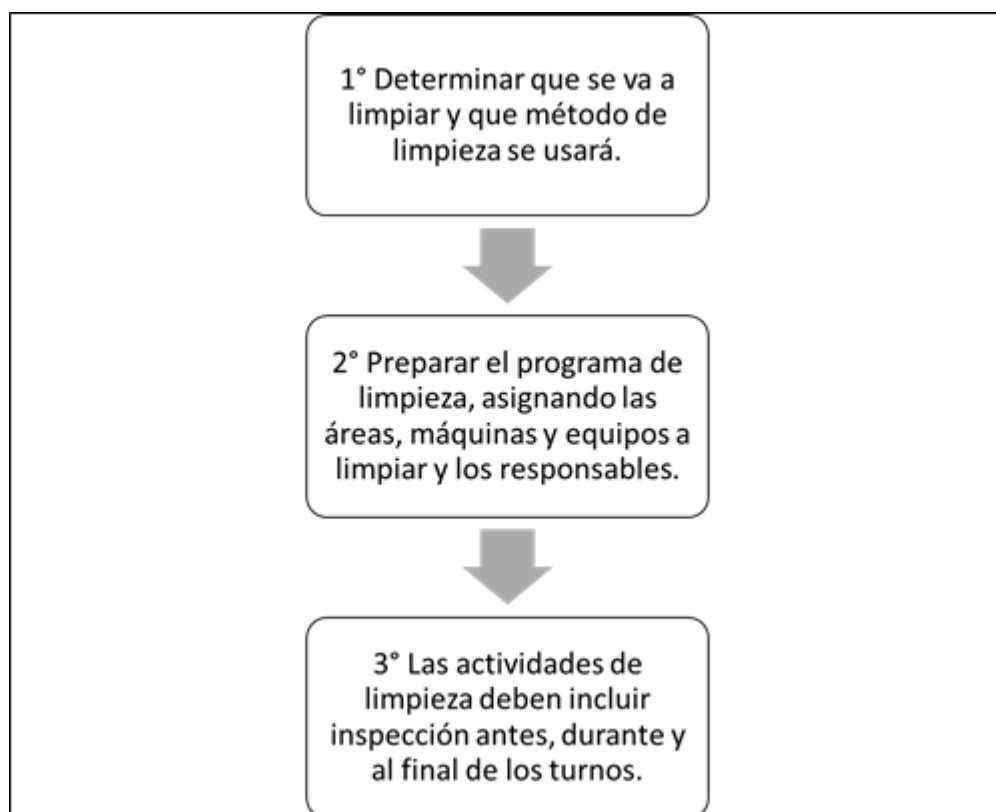 1° Determinar que se va a
limpiar y que método de
limpieza se usará.
2° Preparar el programa de
limpieza, asignando las
áreas, máquinas y equipos a
limpiar y los responsables.
3° Las actividades de
limpieza deben incluir
inspección antes, durante y
al final de los turnos.